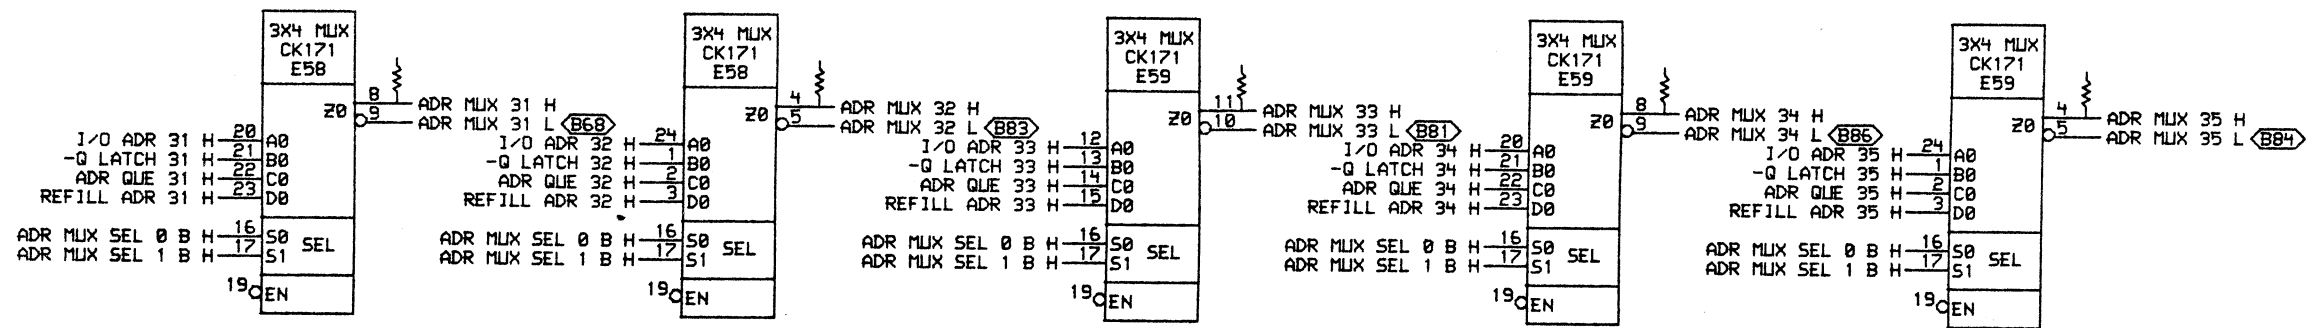 3X4 MUX
CK171
E58
8
Z0
9
ADR MUX 31 H
ADR MUX 31 L B68
I/O ADR 31 H 20 A0
-Q LATCH 31 H 21 B0
ADR QUE 31 H 22 C0
REFILL ADR 31 H 23 D0
ADR MUX SEL 0 B H 16 S0
SEL
ADR MUX SEL 1 B H 17 S1
19 EN
3X4 MUX
CK171
E58
4
Z0
5
ADR MUX 32 H
ADR MUX 32 L B83
I/O ADR 32 H 24 A0
-Q LATCH 32 H 1 B0
ADR QUE 32 H 2 C0
REFILL ADR 32 H 3 D0
ADR MUX SEL 0 B H 16 S0
SEL
ADR MUX SEL 1 B H 17 S1
19 EN
3X4 MUX
CK171
E59
11
Z0
10
ADR MUX 33 H
ADR MUX 33 L B81
I/O ADR 33 H 12 A0
-Q LATCH 33 H 13 B0
ADR QUE 33 H 14 C0
REFILL ADR 33 H 15 D0
ADR MUX SEL 0 B H 16 S0
SEL
ADR MUX SEL 1 B H 17 S1
19 EN
3X4 MUX
CK171
E59
8
Z0
9
ADR MUX 34 H
ADR MUX 34 L B86
I/O ADR 34 H 20 A0
-Q LATCH 34 H 21 B0
ADR QUE 34 H 22 C0
REFILL ADR 34 H 23 D0
ADR MUX SEL 0 B H 16 S0
SEL
ADR MUX SEL 1 B H 17 S1
19 EN
3X4 MUX
CK171
E59
4
Z0
5
ADR MUX 35 H
ADR MUX 35 L B84
I/O ADR 35 H 24 A0
-Q LATCH 35 H 1 B0
ADR QUE 35 H 2 C0
REFILL ADR 35 H 3 D0
ADR MUX SEL 0 B H 16 S0
SEL
ADR MUX SEL 1 B H 17 S1
19 EN